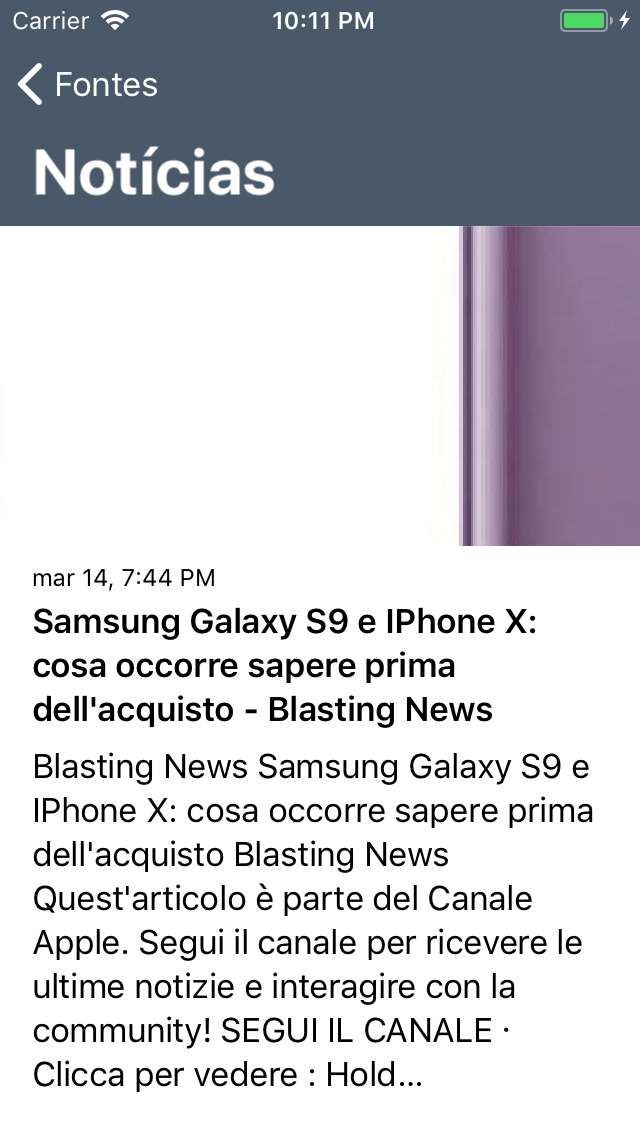 Carrier 10:11 PM
Fontes
Notícias
mar 14, 7:44 PM
Samsung Galaxy S9 e IPhone X:
cosa occorre sapere prima
dell'acquisto - Blasting News
Blasting News Samsung Galaxy S9 e
IPhone X: cosa occorre sapere prima
dell'acquisto Blasting News
Quest'articolo è parte del Canale
Apple. Segui il canale per ricevere le
ultime notizie e interagire con la
community! SEGUI IL CANALE ·
Clicca per vedere : Hold...